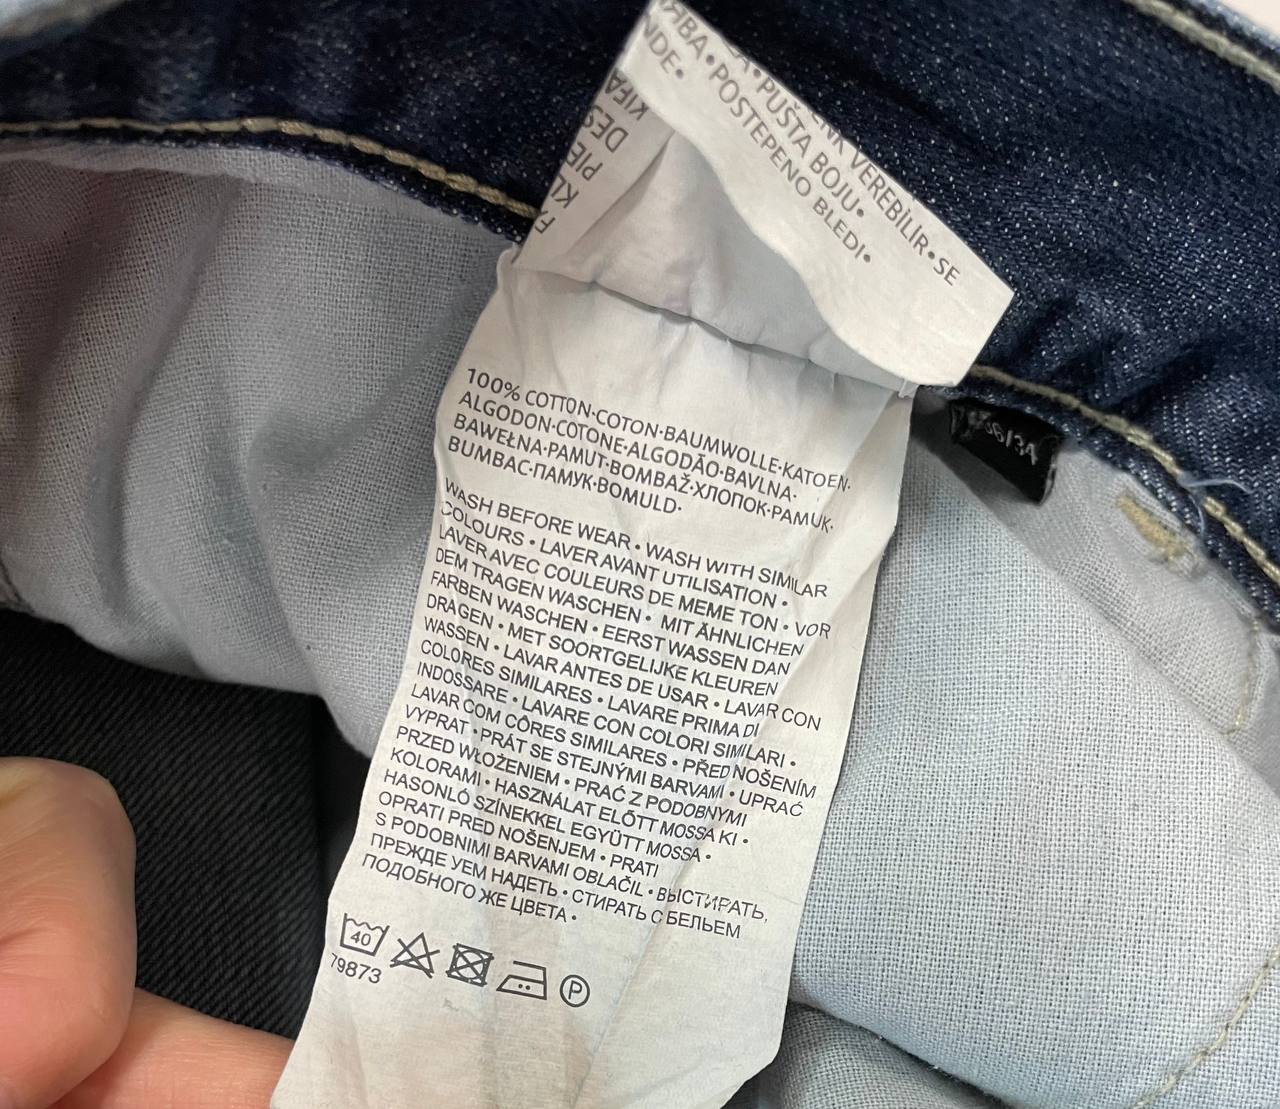 POSTEPENO BLEDI•
PUŠTA BOJU•
VEREBİLİR•SE
100% COTTON·COTON·BAUMWOLLE·KATOEN·
ALGODON·COTONE·ALGODÃO·BAVLNA·
BAWEŁNA·PAMUT·BOMBAŽ·ХЛОПОК·PAMUK·
BUMBAC·ПАМУК·BOMULD·
WASH BEFORE WEAR • WASH WITH SIMILAR
COLOURS • LAVER AVANT UTILISATION •
LAVER AVEC COULEURS DE MEME TON • VOR
DEM TRAGEN WASCHEN • MIT ÄHNLICHEN
FARBEN WASCHEN • EERST WASSEN DAN
DRAGEN • MET SOORTGELIJKE KLEUREN
WASSEN • LAVAR ANTES DE USAR • LAVAR CON
COLORES SIMILARES • LAVARE PRIMA DI
INDOSSARE • LAVARE CON COLORI SIMILARI •
LAVAR COM CÔRES SIMILARES • PŘED NOŠENÍM
VYPRAT • PRÁT SE STEJNÝMI BARVAMI • UPRAĆ
PRZED WŁOŻENIEM • PRAĆ Z PODOBNYMI
KOLORAMI • HASZNÁLAT ELŐTT MOSSA KI •
HASONLÓ SZÍNEKKEL EGYÜTT MOSSA •
OPRATI PRED NOŠENJEM • PRATI
S PODOBNIMI BARVAMI OBLAČIL • ВЫСТИРАТЬ,
ПРЕЖДЕ УЕМ НАДЕТЬ • СТИРАТЬ С БЕЛЬЕМ
ПОДОБНОГО ЖЕ ЦВЕТА •
40 P
79873